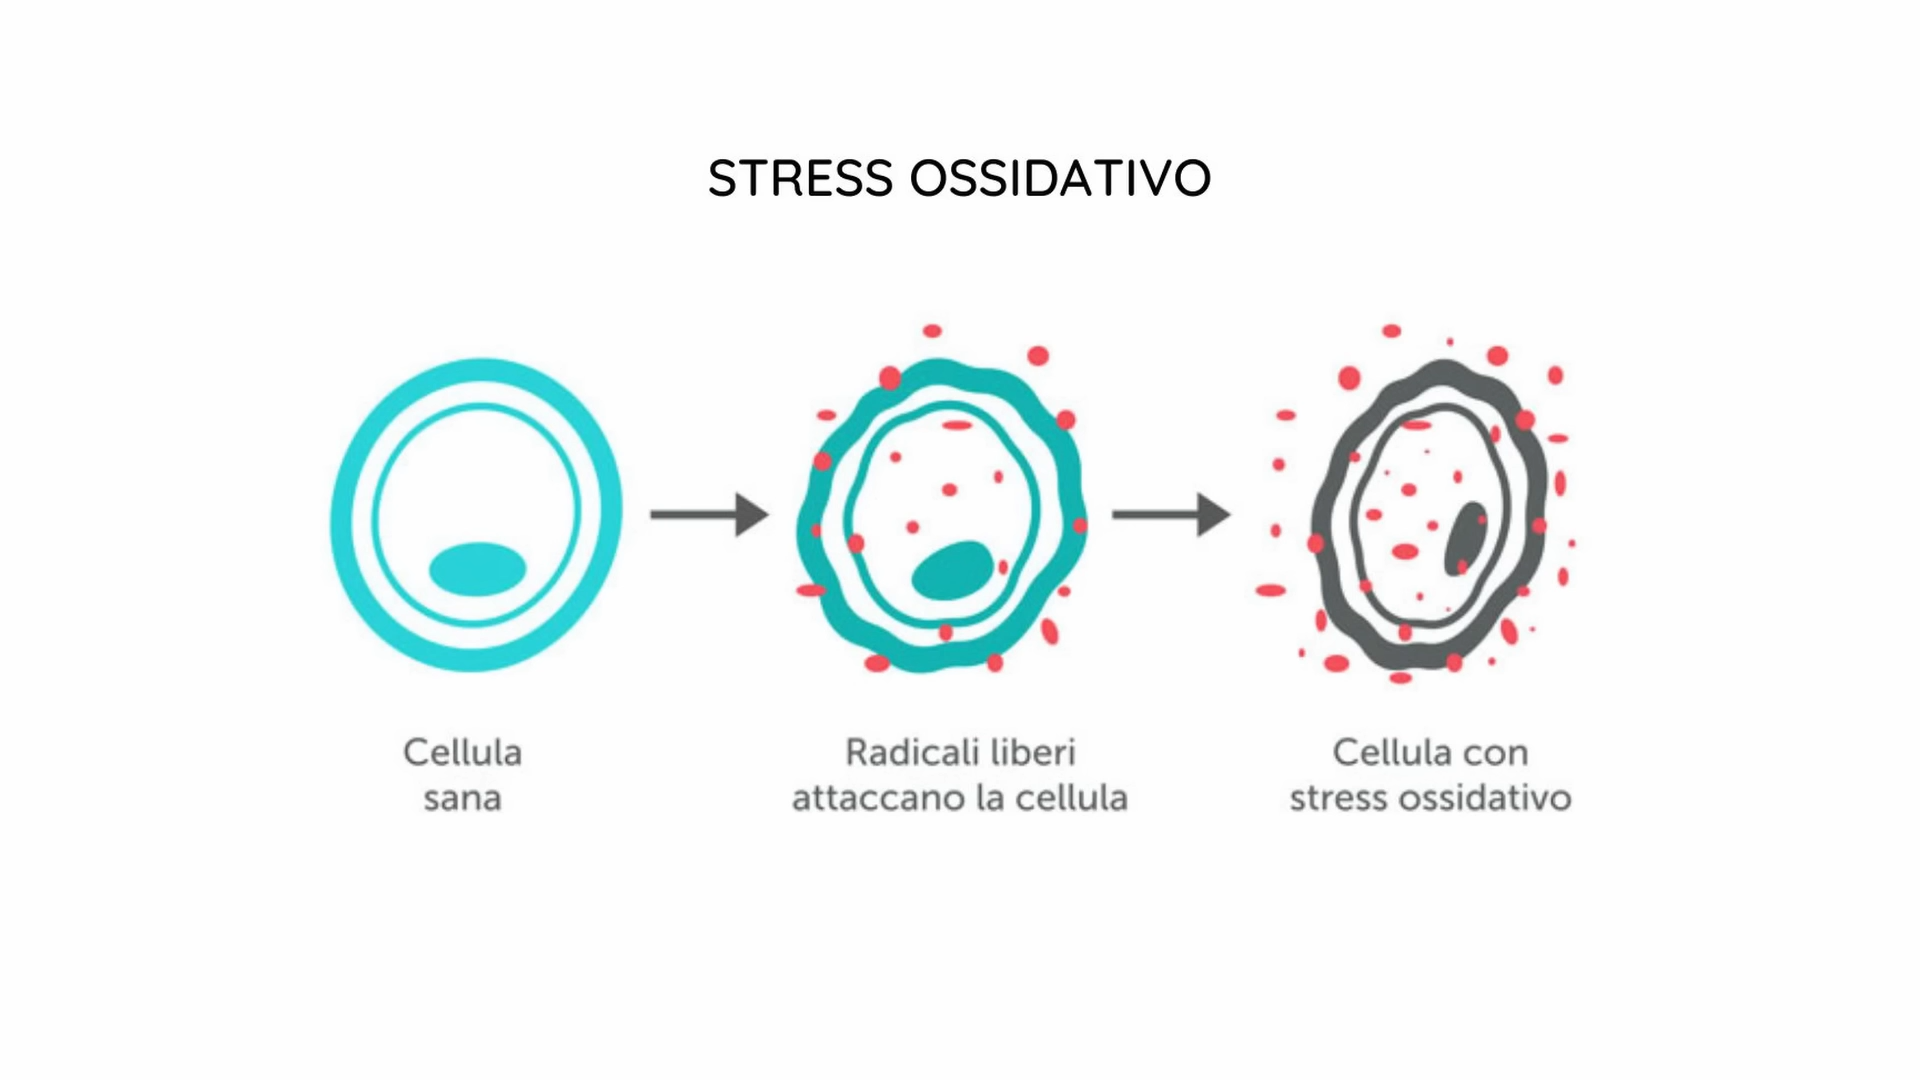 STRESS OSSIDATIVO
Cellula
sana
Radicali liberi
attaccano la cellula
Cellula con
stress ossidativo